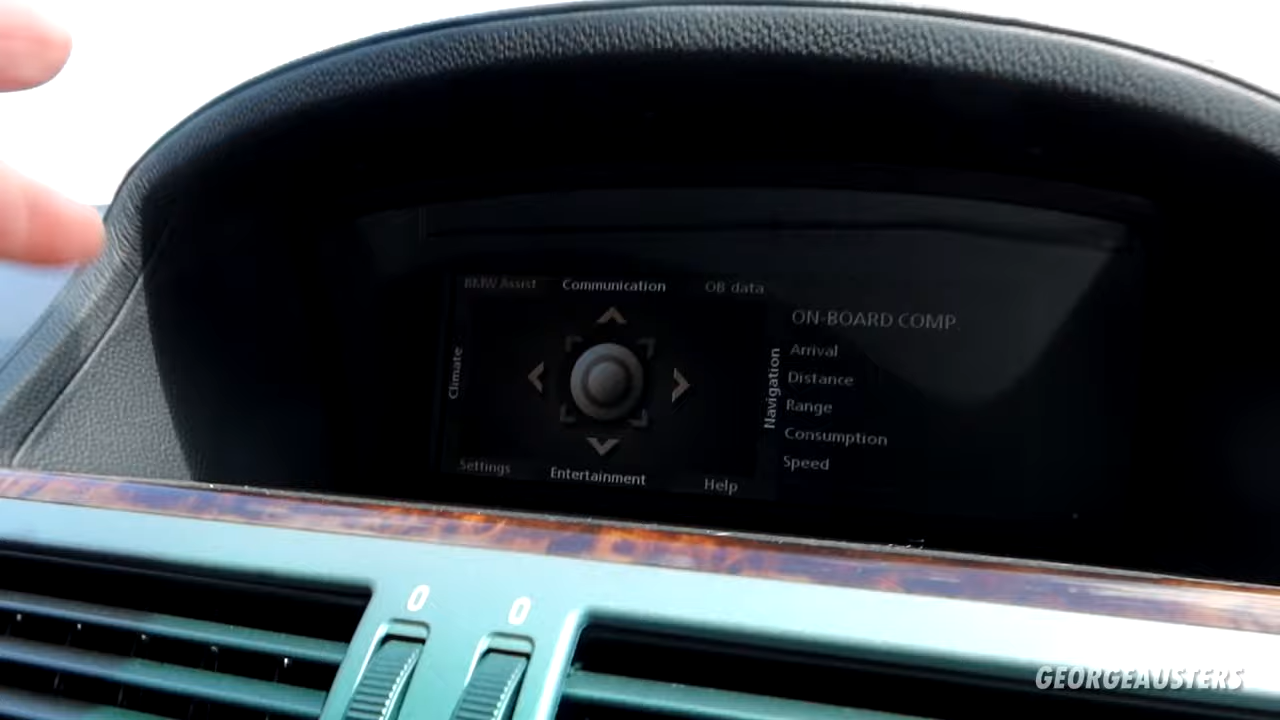 BMW Assist Communication OB data
ON-BOARD COMP.
Climate
Navigation
Arrival
Distance
Range
Consumption
Speed
Settings Entertainment Help
0 0
GEORGEAUSTERS